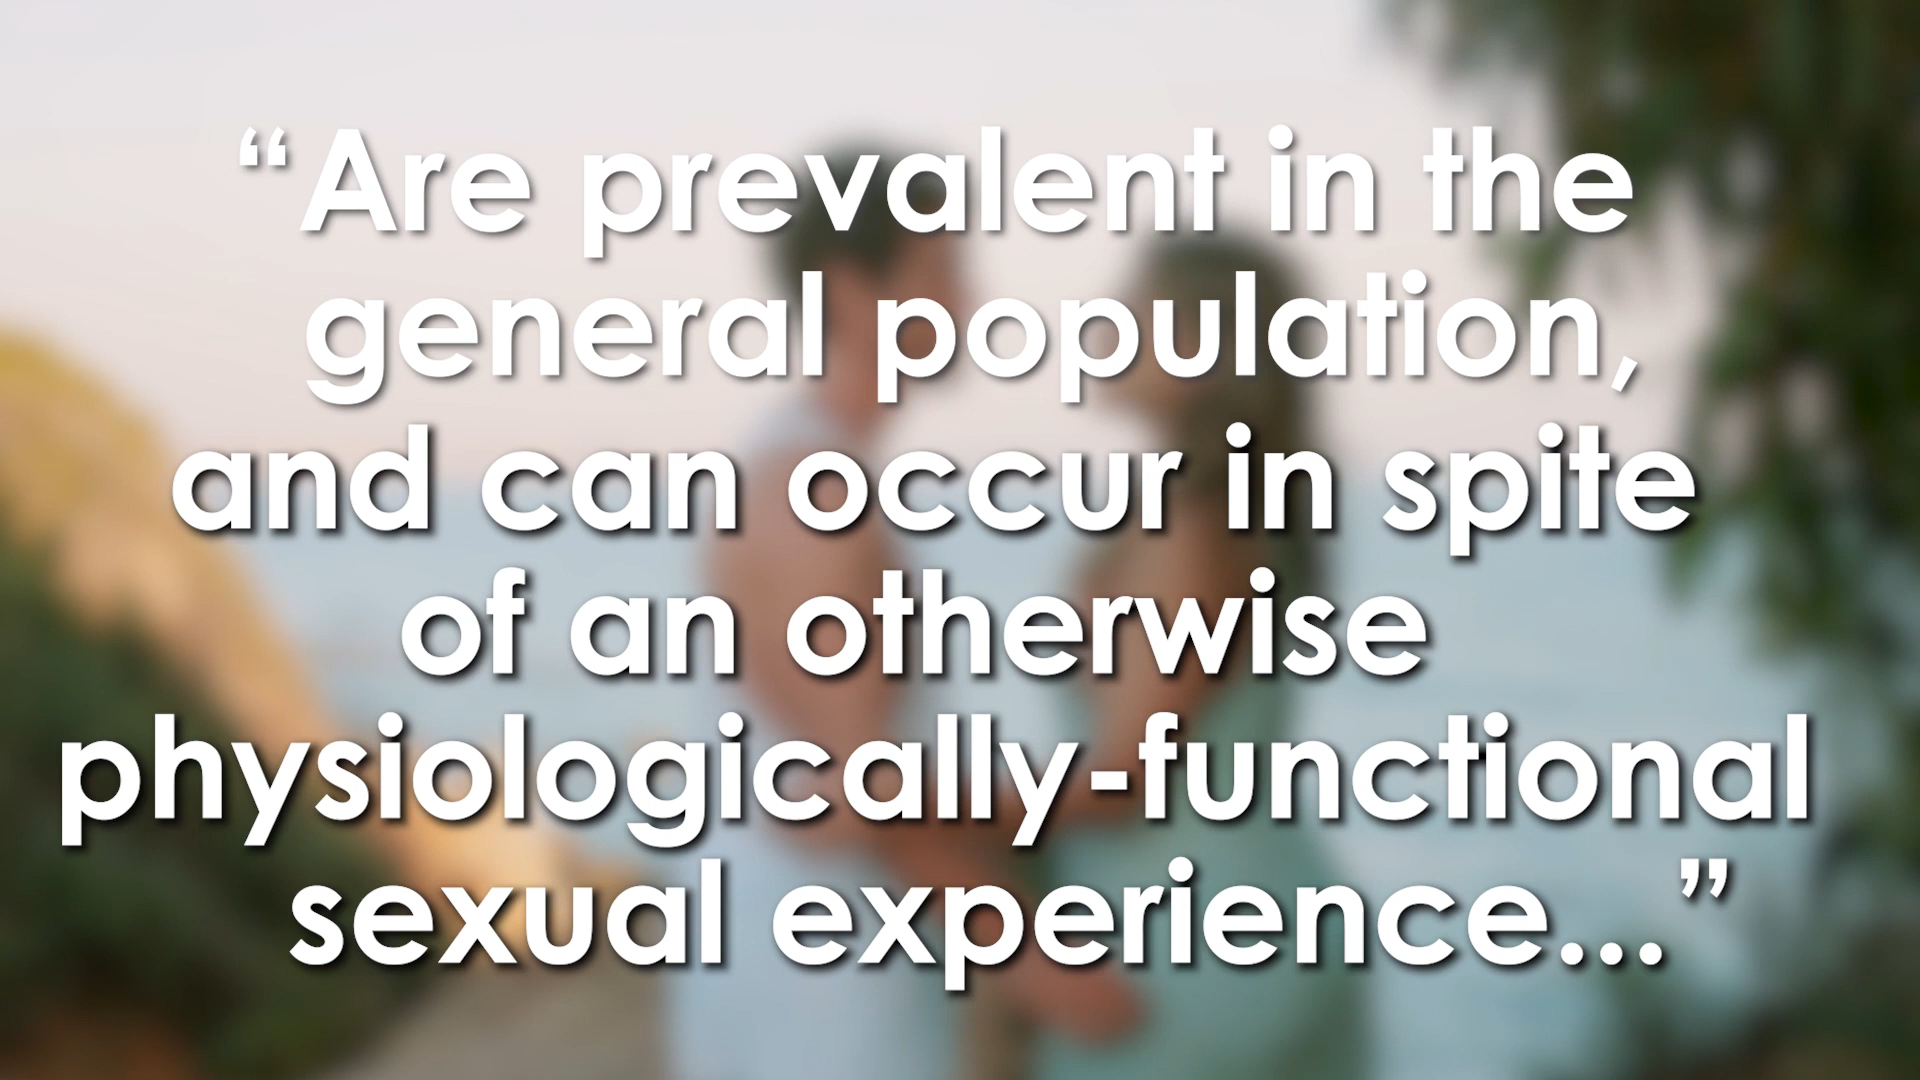 “Are prevalent in the
general population,
and can occur in spite
of an otherwise
physiologically-functional
sexual experience...”